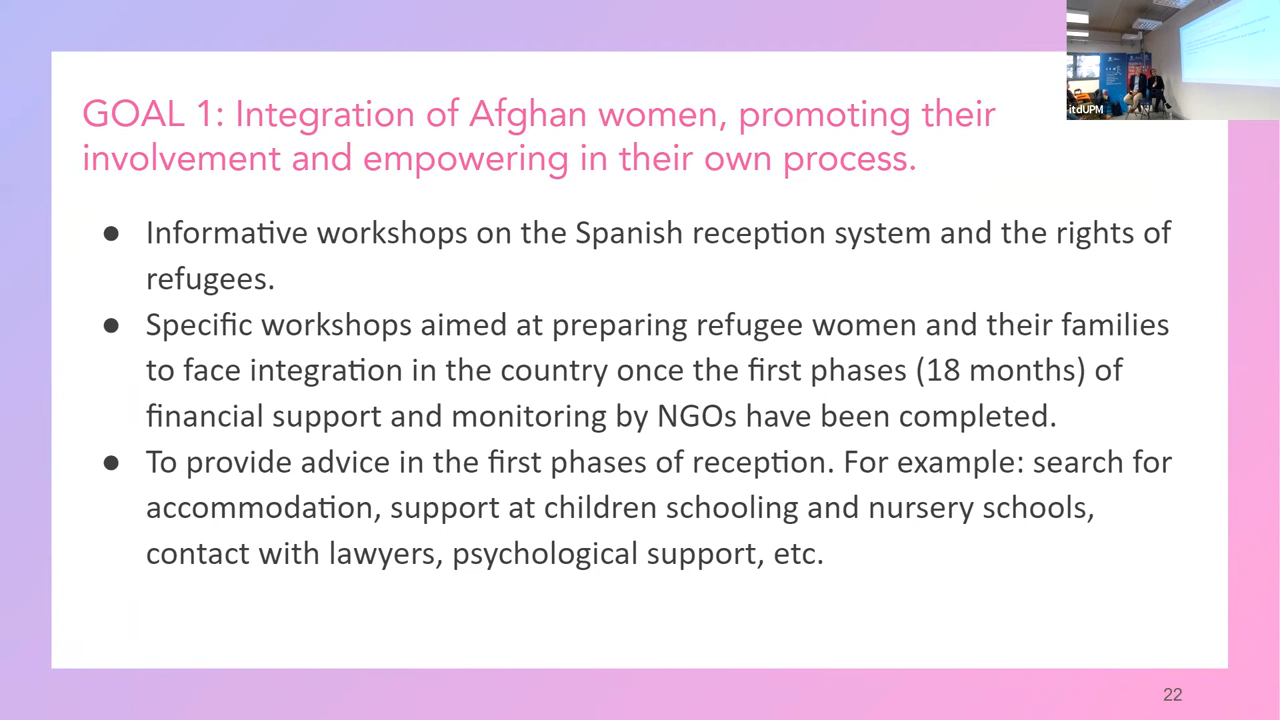 GOAL 1: Integration of Afghan women, promoting their
involvement and empowering in their own process.
● Informative workshops on the Spanish reception system and the rights of
refugees.
● Specific workshops aimed at preparing refugee women and their families
to face integration in the country once the first phases (18 months) of
financial support and monitoring by NGOs have been completed.
● To provide advice in the first phases of reception. For example: search for
accommodation, support at children schooling and nursery schools,
contact with lawyers, psychological support, etc.
itdUPM
22